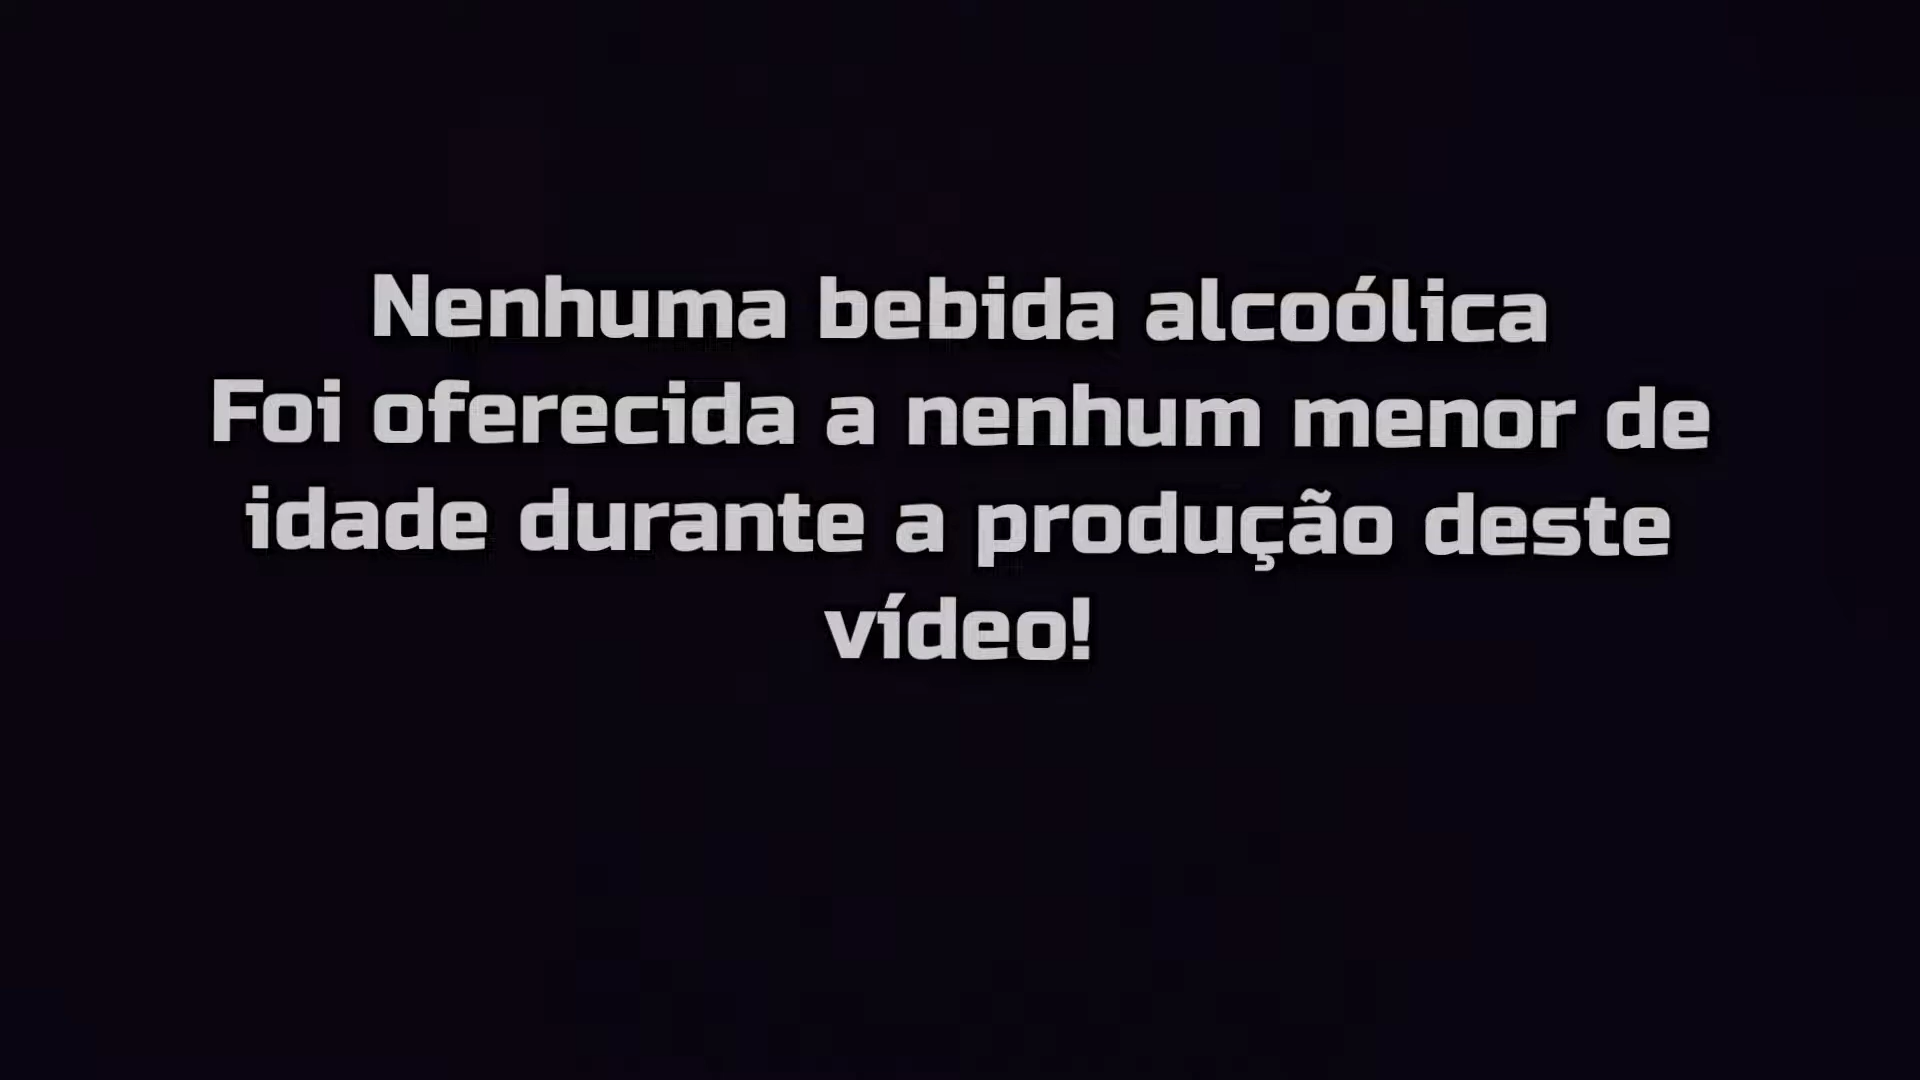 Nenhuma bebida alcoólica
Foi oferecida a nenhum menor de
idade durante a produção deste
vídeo!